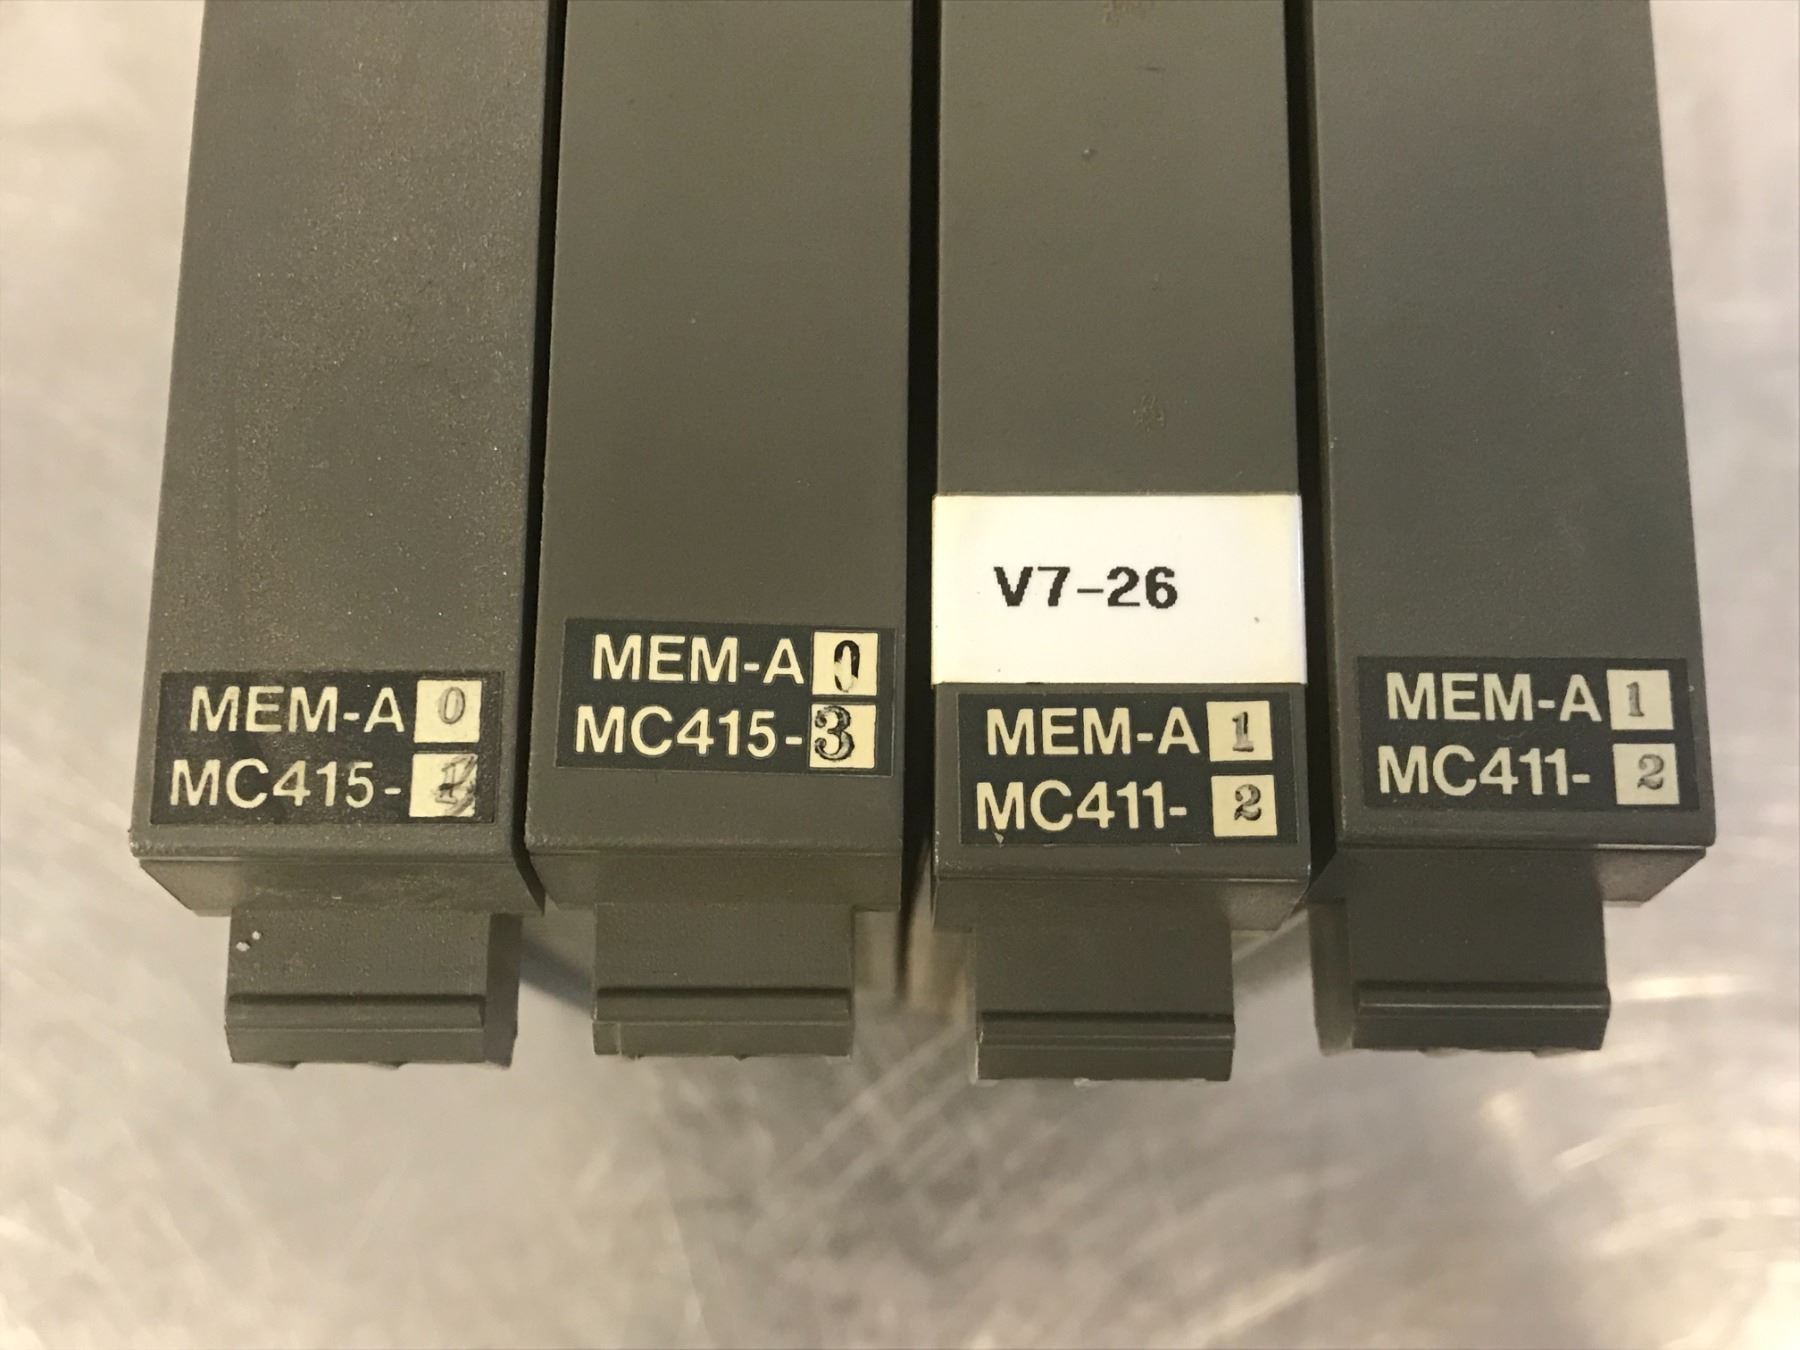 MEM-A 0
MC415-
MEM-A 0
MC415-3
V7-26
MEM-A 1
MC411- 2
MEM-A 1
MC411- 2